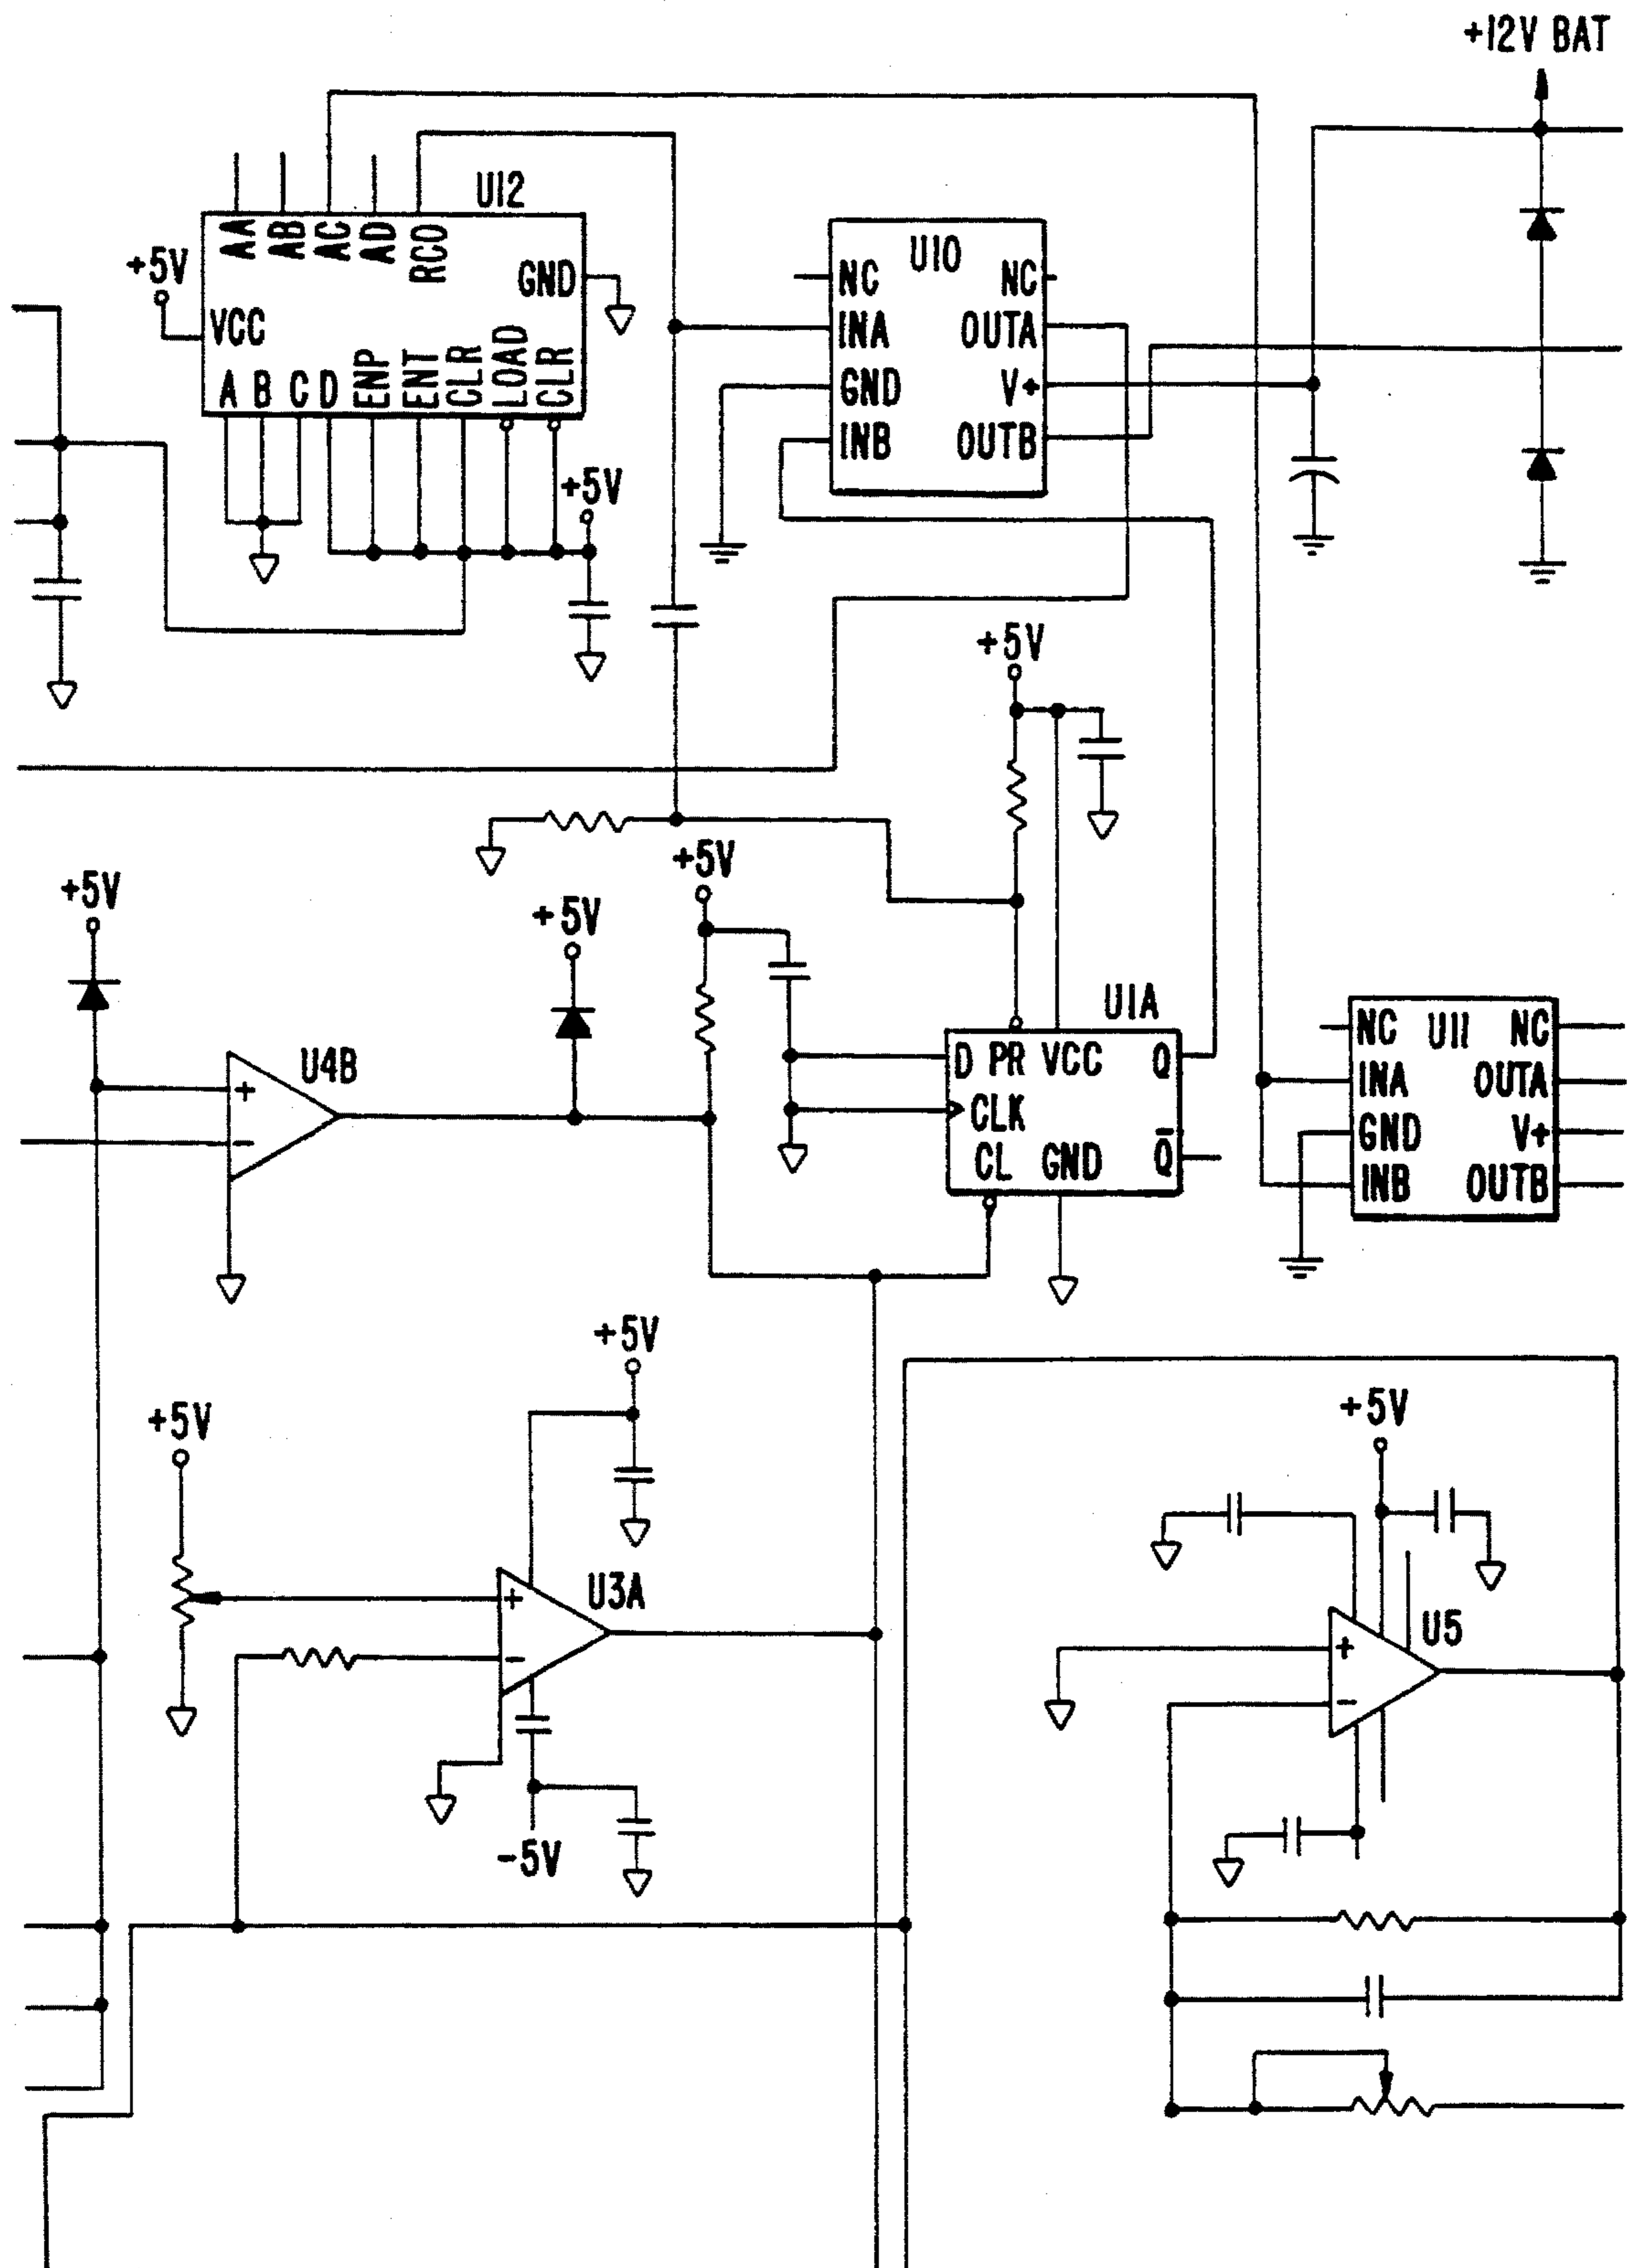 +12V BAT
U12
AA AB AC AD RCO
+5V
GND
VCC
A B C D ENP ENT CLR LOAD CLR
+5V
U10
NC NC
INA OUTA
GND V+
INB OUTB
+5V
+5V
+5V
+5V
U4B
+
−
U1A
D PR VCC Q
CLK
CL GND Q̅
U11
NC NC
INA OUTA
GND V+
INB OUTB
+5V
+5V
+5V
U3A
+
−
U5
+
−
-5V